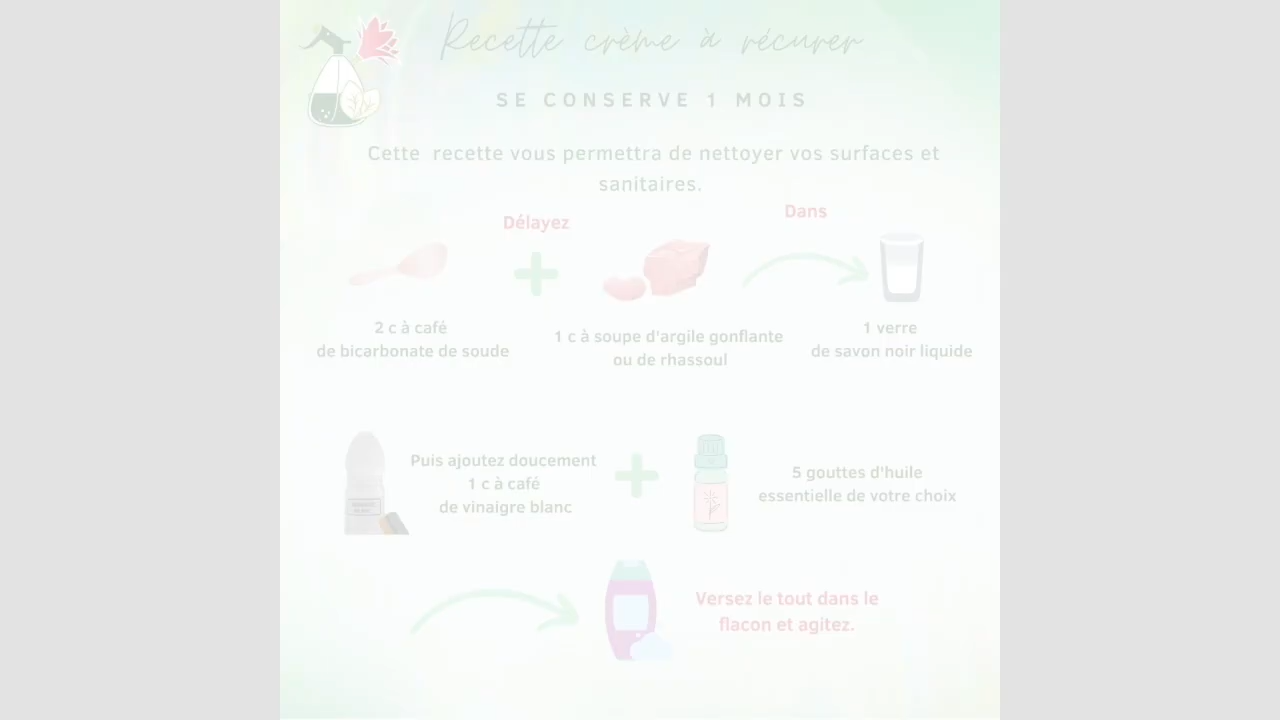 Recette crème à récurer
SE CONSERVE 1 MOIS
Cette recette vous permettra de nettoyer vos surfaces et
sanitaires.
Délayez
Dans
2 c à café
de bicarbonate de soude
1 c à soupe d'argile gonflante
ou de rhassoul
1 verre
de savon noir liquide
Puis ajoutez doucement
1 c à café
de vinaigre blanc
5 gouttes d'huile
essentielle de votre choix
Versez le tout dans le
flacon et agitez.